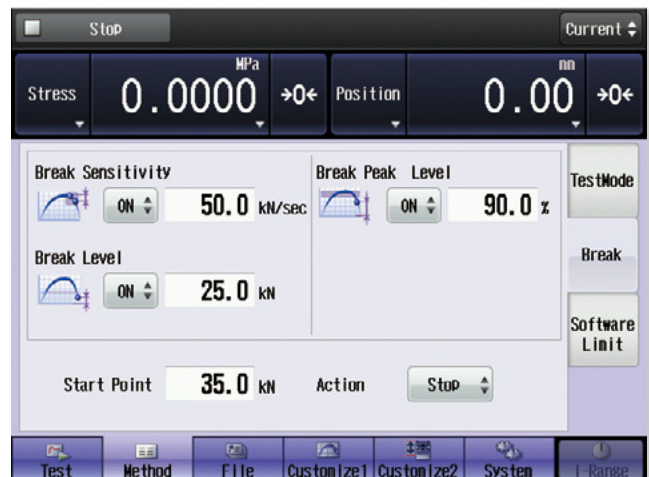 Stop Current
MPa mm
Stress 0.0000 →0← Position 0.00 →0←
Break Sensitivity Break Peak Level TestMode
ON 50.0 kN/sec ON 90.0 %
Break Level Break
ON 25.0 kN
Software
Limit
Start Point 35.0 kN Action Stop
Test Method File Customize1 Customize2 System i-Range